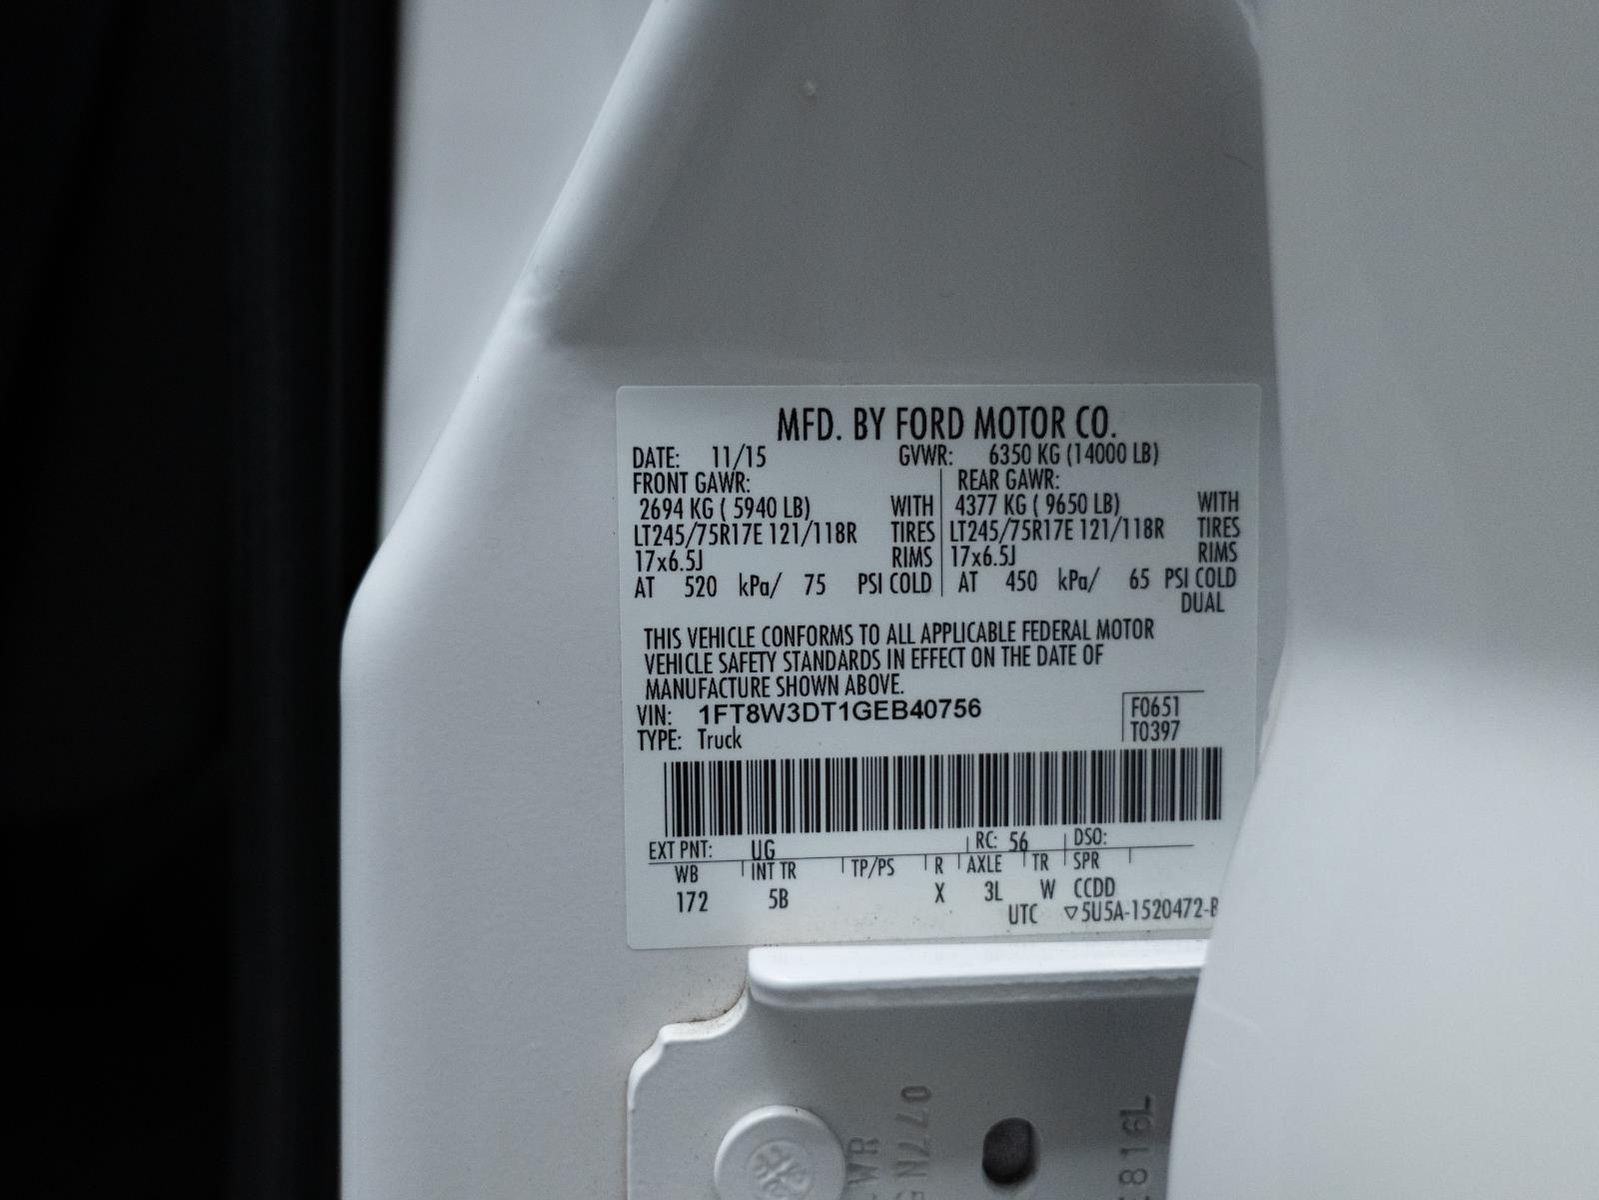 MFD. BY FORD MOTOR CO.
DATE: 11/15 GVWR: 6350 KG (14000 LB)
FRONT GAWR: REAR GAWR:
2694 KG ( 5940 LB) WITH 4377 KG ( 9650 LB) WITH
LT245/75R17E 121/118R TIRES LT245/75R17E 121/118R TIRES
17x6.5J RIMS 17x6.5J RIMS
AT 520 kPa/ 75 PSI COLD AT 450 kPa/ 65 PSI COLD
DUAL
THIS VEHICLE CONFORMS TO ALL APPLICABLE FEDERAL MOTOR
VEHICLE SAFETY STANDARDS IN EFFECT ON THE DATE OF
MANUFACTURE SHOWN ABOVE.
VIN: 1FT8W3DT1GEB40756 F0651
TYPE: Truck T0397
EXT PNT: UG RC: 56 DSO:
WB INT TR TP/PS R AXLE TR SPR
172 5B X 3L W CCDD
UTC ▽5U5A-1520472-B
077N5
WR
816L